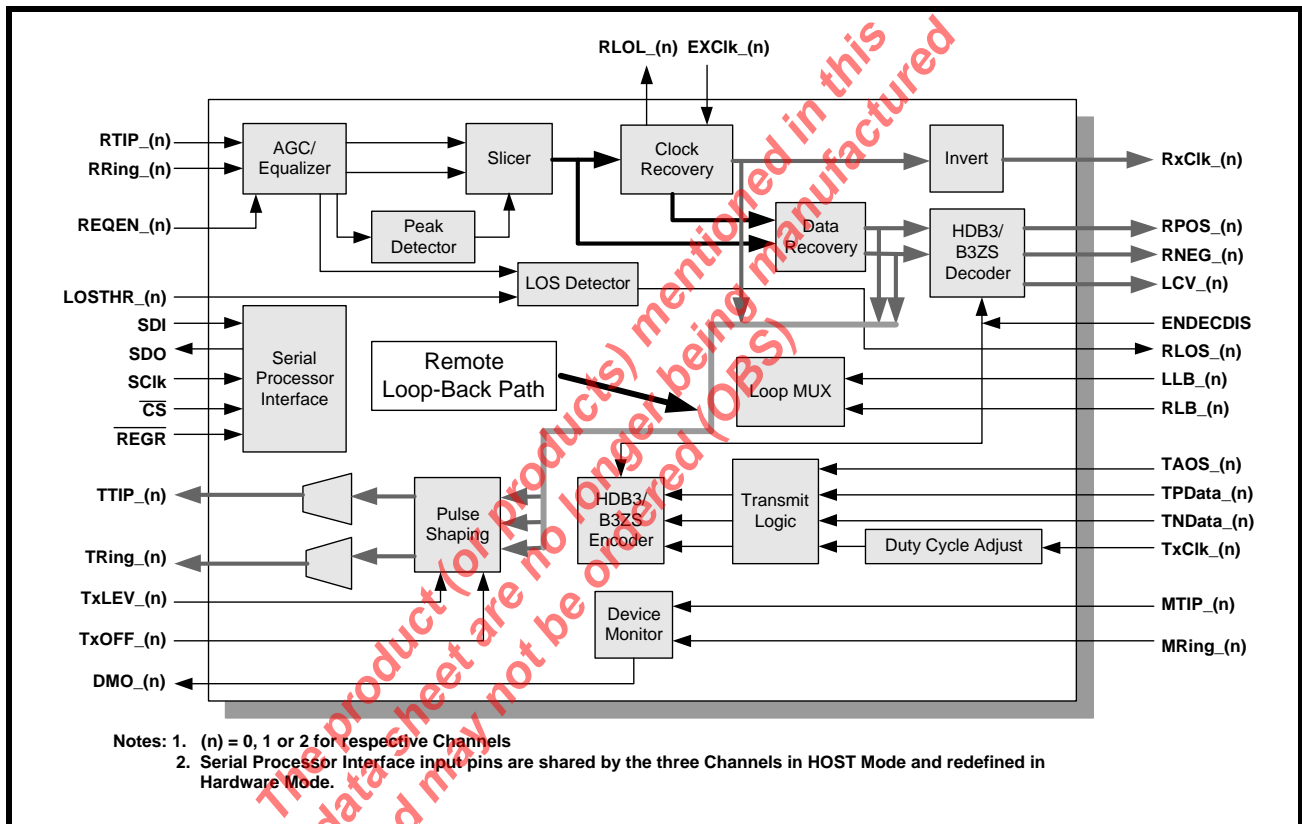 RLOL_(n) EXClk_(n)
RTIP_(n)
RRing_(n)
REQEN_(n)
LOSTHR_(n)
SDI
SDO
SClk
CS
REGR
TTIP_(n)
TRing_(n)
TxLEV_(n)
TxOFF_(n)
DMO_(n)
AGC/
Equalizer
Peak
Detector
Slicer
LOS Detector
Clock
Recovery
Data
Recovery
Invert
HDB3/
B3ZS
Decoder
Serial
Processor
Interface
Remote
Loop-Back Path
Loop MUX
Pulse
Shaping
HDB3/
B3ZS
Encoder
Transmit
Logic
Duty Cycle Adjust
Device
Monitor
RxClk_(n)
RPOS_(n)
RNEG_(n)
LCV_(n)
ENDECDIS
RLOS_(n)
LLB_(n)
RLB_(n)
TAOS_(n)
TPData_(n)
TNData_(n)
TxClk_(n)
MTIP_(n)
MRing_(n)
The product (or products) mentioned in this
data sheet are no longer being manufactured
d may not be ordered (OBS)
Notes: 1. (n) = 0, 1 or 2 for respective Channels
2. Serial Processor Interface input pins are shared by the three Channels in HOST Mode and redefined in
Hardware Mode.